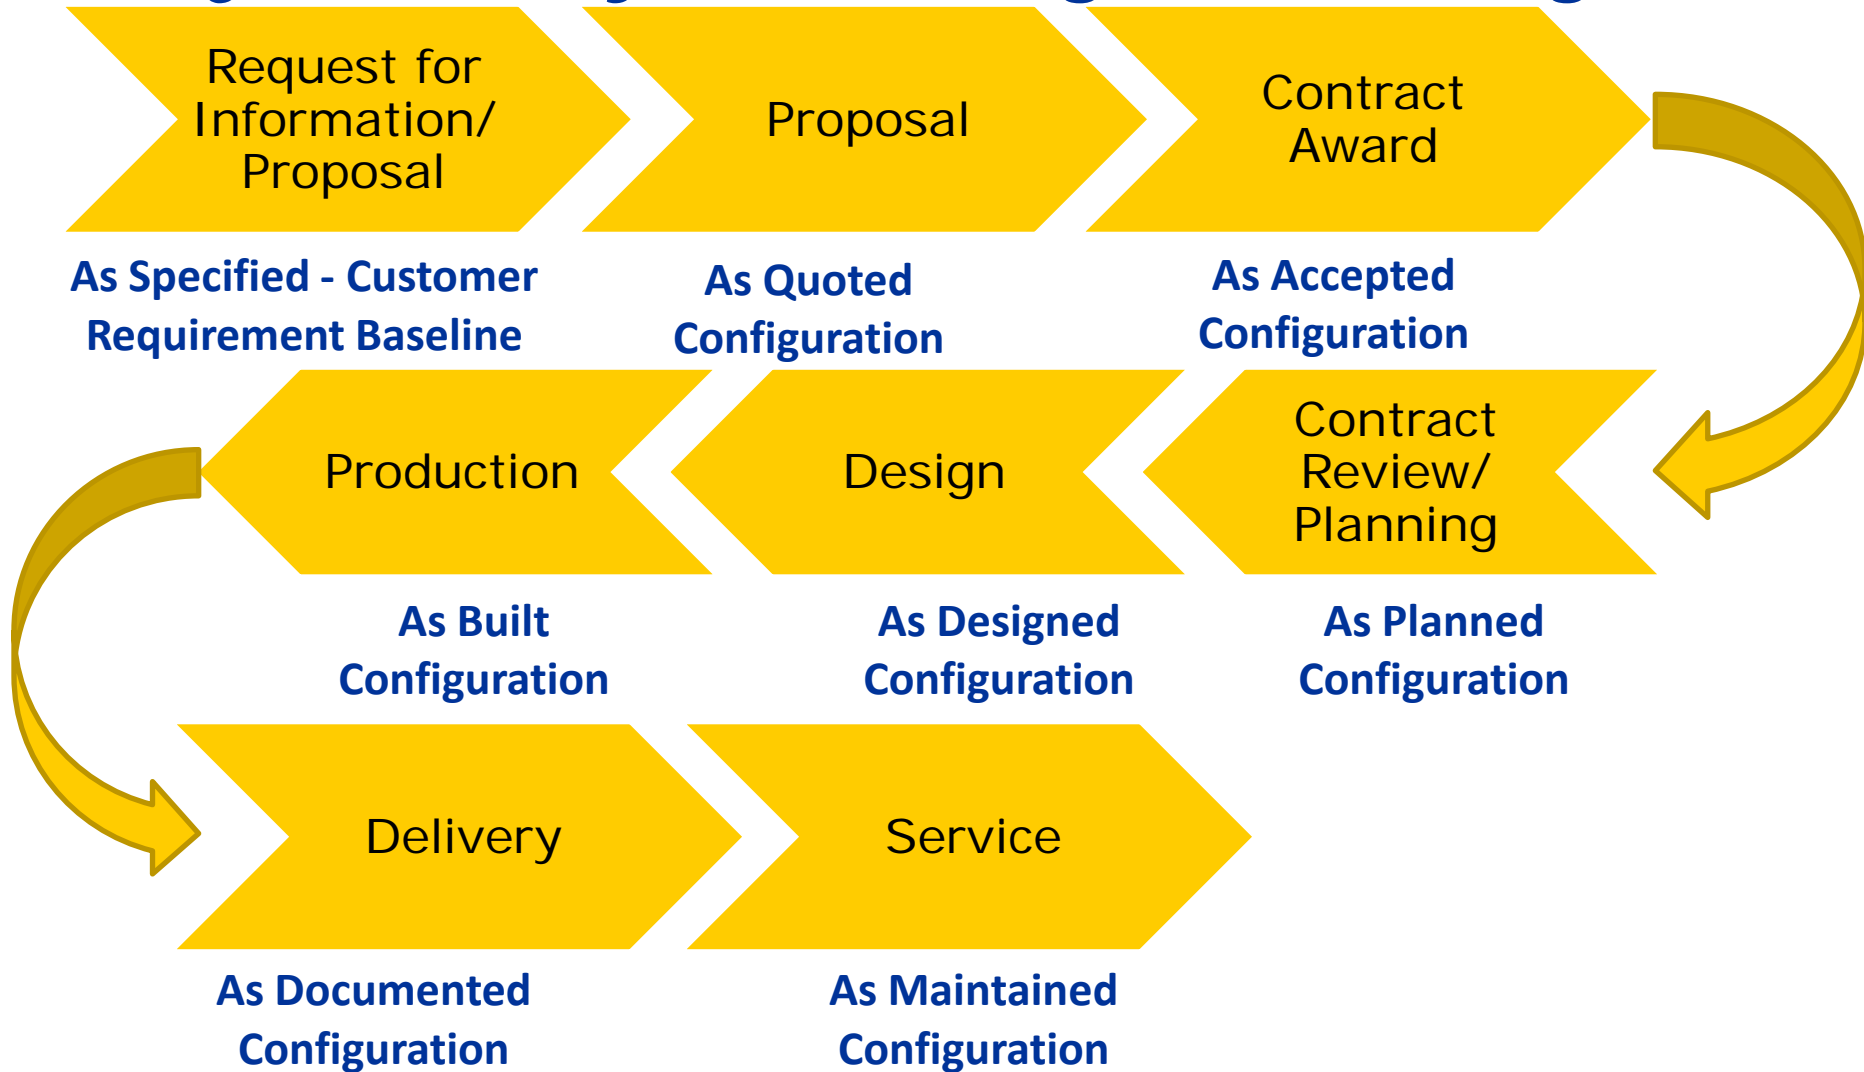 Request for
Information/
Proposal
Proposal
Contract
Award
As Specified - Customer
Requirement Baseline
As Quoted
Configuration
As Accepted
Configuration
Production
Design
Contract
Review/
Planning
As Built
Configuration
As Designed
Configuration
As Planned
Configuration
Delivery
Service
As Documented
Configuration
As Maintained
Configuration